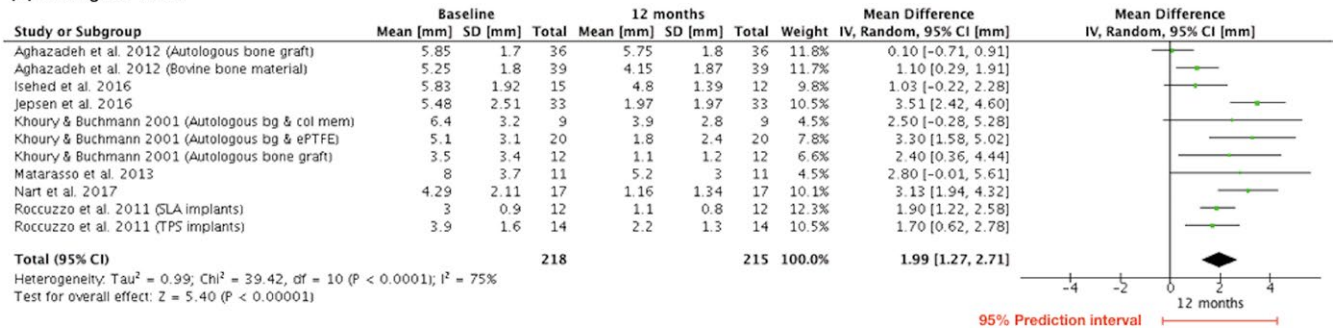 Baseline 12 months Mean Difference Mean Difference
Study or Subgroup Mean [mm] SD [mm] Total Mean [mm] SD [mm] Total Weight IV, Random, 95% CI [mm] IV, Random, 95% CI [mm]
Aghazadeh et al. 2012 (Autologous bone graft) 5.85 1.7 36 5.75 1.8 36 11.8% 0.10 [-0.71, 0.91]
Aghazadeh et al. 2012 (Bovine bone material) 5.25 1.8 39 4.15 1.87 39 11.7% 1.10 [0.29, 1.91]
Isehed et al. 2016 5.83 1.92 15 4.8 1.39 12 9.8% 1.03 [-0.22, 2.28]
Jepsen et al. 2016 5.48 2.51 33 1.97 1.97 33 10.5% 3.51 [2.42, 4.60]
Khoury & Buchmann 2001 (Autologous bg & col mem) 6.4 3.2 9 3.9 2.8 9 4.5% 2.50 [-0.28, 5.28]
Khoury & Buchmann 2001 (Autologous bg & ePTFE) 5.1 3.1 20 1.8 2.4 20 7.8% 3.30 [1.58, 5.02]
Khoury & Buchmann 2001 (Autologous bone graft) 3.5 3.4 12 1.1 1.2 12 6.6% 2.40 [0.36, 4.44]
Matarasso et al. 2013 8 3.7 11 5.2 3 11 4.5% 2.80 [-0.01, 5.61]
Nart et al. 2017 4.29 2.11 17 1.16 1.34 17 10.1% 3.13 [1.94, 4.32]
Roccuzzo et al. 2011 (SLA implants) 3 0.9 12 1.1 0.8 12 12.3% 1.90 [1.22, 2.58]
Roccuzzo et al. 2011 (TPS implants) 3.9 1.6 14 2.2 1.3 14 10.5% 1.70 [0.62, 2.78]
Total (95% CI) 218 215 100.0% 1.99 [1.27, 2.71]
Heterogeneity: Tau² = 0.99; Chi² = 39.42, df = 10 (P < 0.0001); I² = 75%
Test for overall effect: Z = 5.40 (P < 0.00001)
-4 -2 0 2 4
12 months
95% Prediction interval